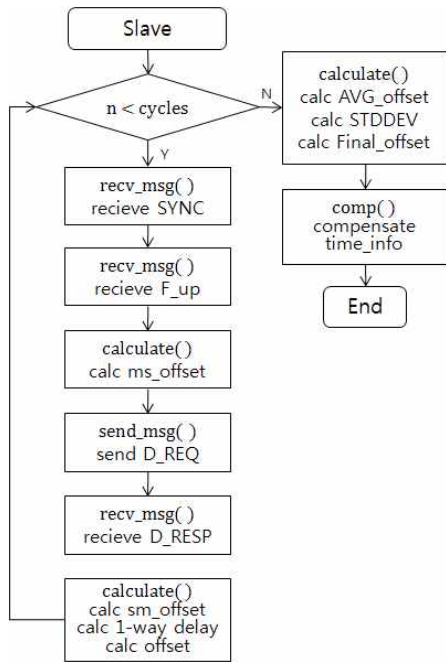 Slave
n < cycles
N
Y
recv_msg()
recieve SYNC
recv_msg()
recieve F_up
calculate()
calc ms_offset
send_msg()
send D_REQ
recv_msg()
recieve D_RESP
calculate()
calc sm_offset
calc 1-way delay
calc offset
calculate()
calc AVG_offset
calc STDDEV
calc Final_offset
comp()
compensate
time_info
End